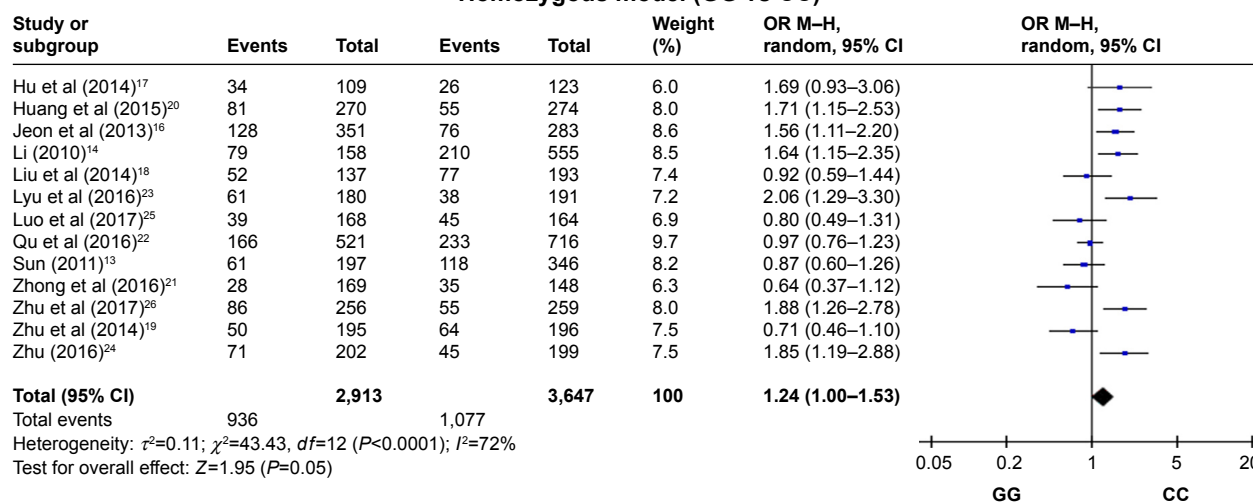 Homozygous model (GG vs CC)
Study or subgroup Events Total Events Total Weight (%) OR M–H, random, 95% CI OR M–H, random, 95% CI
Hu et al (2014)17 34 109 26 123 6.0 1.69 (0.93–3.06)
Huang et al (2015)20 81 270 55 274 8.0 1.71 (1.15–2.53)
Jeon et al (2013)16 128 351 76 283 8.6 1.56 (1.11–2.20)
Li (2010)14 79 158 210 555 8.5 1.64 (1.15–2.35)
Liu et al (2014)18 52 137 77 193 7.4 0.92 (0.59–1.44)
Lyu et al (2016)23 61 180 38 191 7.2 2.06 (1.29–3.30)
Luo et al (2017)25 39 168 45 164 6.9 0.80 (0.49–1.31)
Qu et al (2016)22 166 521 233 716 9.7 0.97 (0.76–1.23)
Sun (2011)13 61 197 118 346 8.2 0.87 (0.60–1.26)
Zhong et al (2016)21 28 169 35 148 6.3 0.64 (0.37–1.12)
Zhu et al (2017)26 86 256 55 259 8.0 1.88 (1.26–2.78)
Zhu et al (2014)19 50 195 64 196 7.5 0.71 (0.46–1.10)
Zhu (2016)24 71 202 45 199 7.5 1.85 (1.19–2.88)
Total (95% CI) 2,913 3,647 100 1.24 (1.00–1.53)
Total events 936 1,077
Heterogeneity: τ²=0.11; χ²=43.43, df=12 (P<0.0001); I²=72%
Test for overall effect: Z=1.95 (P=0.05)
0.05 0.2 1 5 20
GG CC